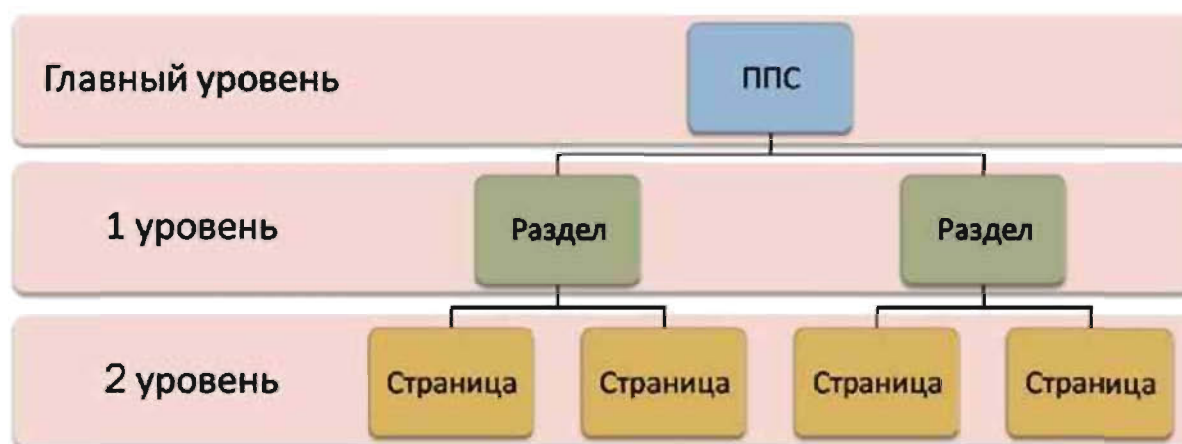 Главный уровень
ППС
1 уровень
Раздел
Раздел
2 уровень
Страница
Страница
Страница
Страница